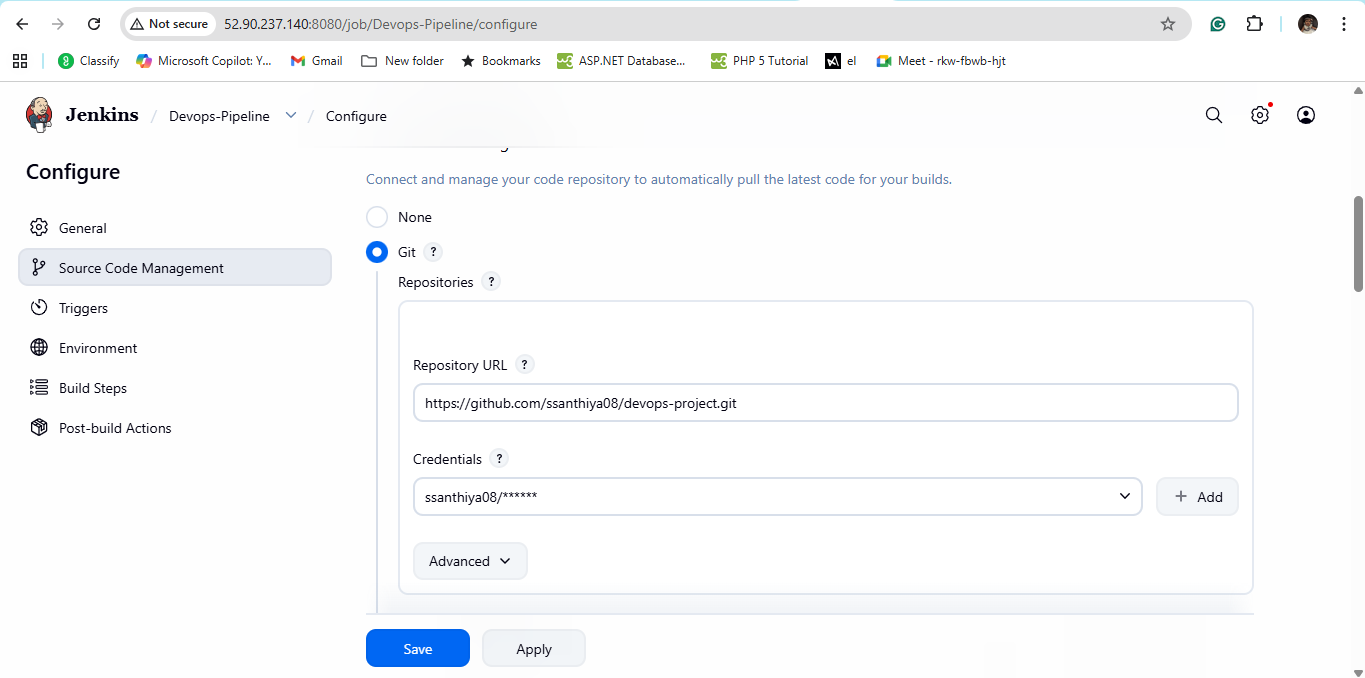 Not secure 52.90.237.140:8080/job/Devops-Pipeline/configure
Classify Microsoft Copilot: Y... Gmail New folder Bookmarks ASP.NET Database... PHP 5 Tutorial el Meet - rkw-fbwb-hjt
Jenkins / Devops-Pipeline / Configure
Configure
General
Source Code Management
Triggers
Environment
Build Steps
Post-build Actions
Connect and manage your code repository to automatically pull the latest code for your builds.
None
Git ?
Repositories ?
Repository URL ?
https://github.com/ssanthiya08/devops-project.git
Credentials ?
ssanthiya08/******
+ Add
Advanced
Save Apply